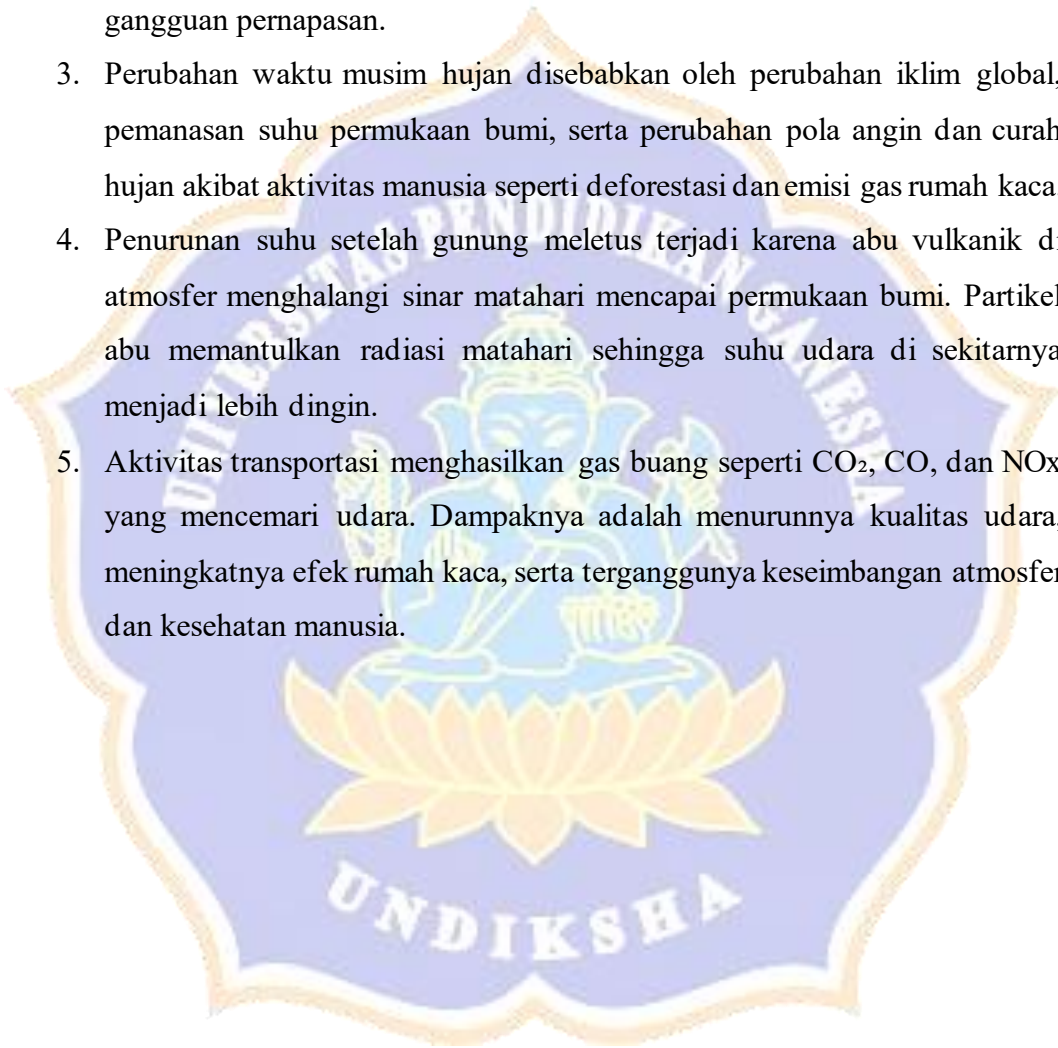 gangguan pernapasan.
3. Perubahan waktu musim hujan disebabkan oleh perubahan iklim global,
pemanasan suhu permukaan bumi, serta perubahan pola angin dan curah
hujan akibat aktivitas manusia seperti deforestasi dan emisi gas rumah kaca.
4. Penurunan suhu setelah gunung meletus terjadi karena abu vulkanik di
atmosfer menghalangi sinar matahari mencapai permukaan bumi. Partikel
abu memantulkan radiasi matahari sehingga suhu udara di sekitarnya
menjadi lebih dingin.
5. Aktivitas transportasi menghasilkan gas buang seperti CO₂, CO, dan NOx
yang mencemari udara. Dampaknya adalah menurunnya kualitas udara,
meningkatnya efek rumah kaca, serta terganggunya keseimbangan atmosfer
dan kesehatan manusia.
UNIVERSITAS PENDIDIKAN GANESHA
UNDIKSHA